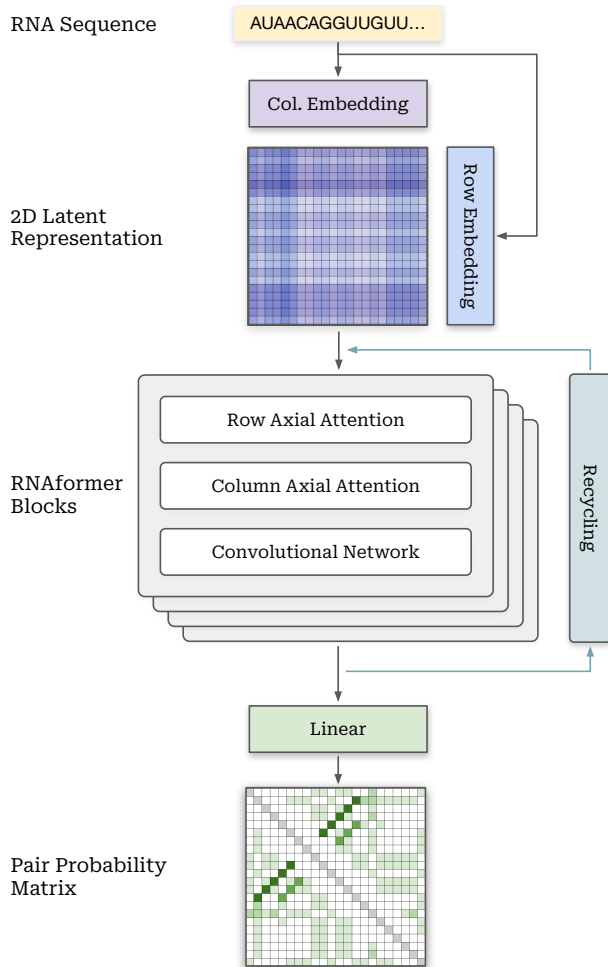 RNA Sequence
AUAACAGGUUGUU...
Col. Embedding
2D Latent
Representation
Row Embedding
RNAformer
Blocks
Row Axial Attention
Column Axial Attention
Convolutional Network
Recycling
Linear
Pair Probability
Matrix